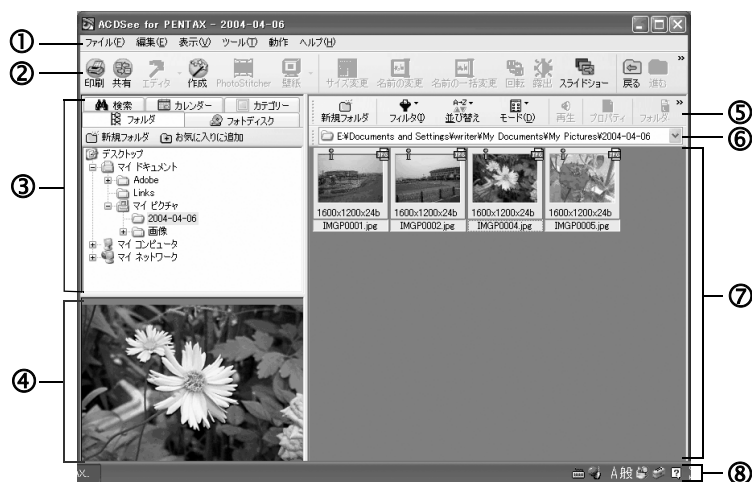 ACDSee for PENTAX - 2004-04-06
① ファイル(F) 編集(E) 表示(V) ツール(T) 動作 ヘルプ(H)
② 印刷 共有 エディタ 作成 PhotoStitcher 壁紙 サイズ変更 名前の変更 名前の一括変更 回転 露出 スライドショー 戻る 進む »
検索 カレンダー カテゴリー
フォルダ フォトディスク
新規フォルダ お気に入りに追加
③
デスクトップ
マイ ドキュメント
Adobe
Links
マイ ピクチャ
2004-04-06
画像
マイ コンピュータ
マイ ネットワーク
④
新規フォルダ フィルタ(I) 並び替え モード(D) 再生 プロパティ フォルダ » ⑤
E:¥Documents and Settings¥writer¥My Documents¥My Pictures¥2004-04-06 ⑥
1600x1200x24b 1600x1200x24b 1600x1200x24b 1600x1200x24b
IMGP0001.jpg IMGP0002.jpg IMGP0004.jpg IMGP0005.jpg
⑦
A般 ⑧